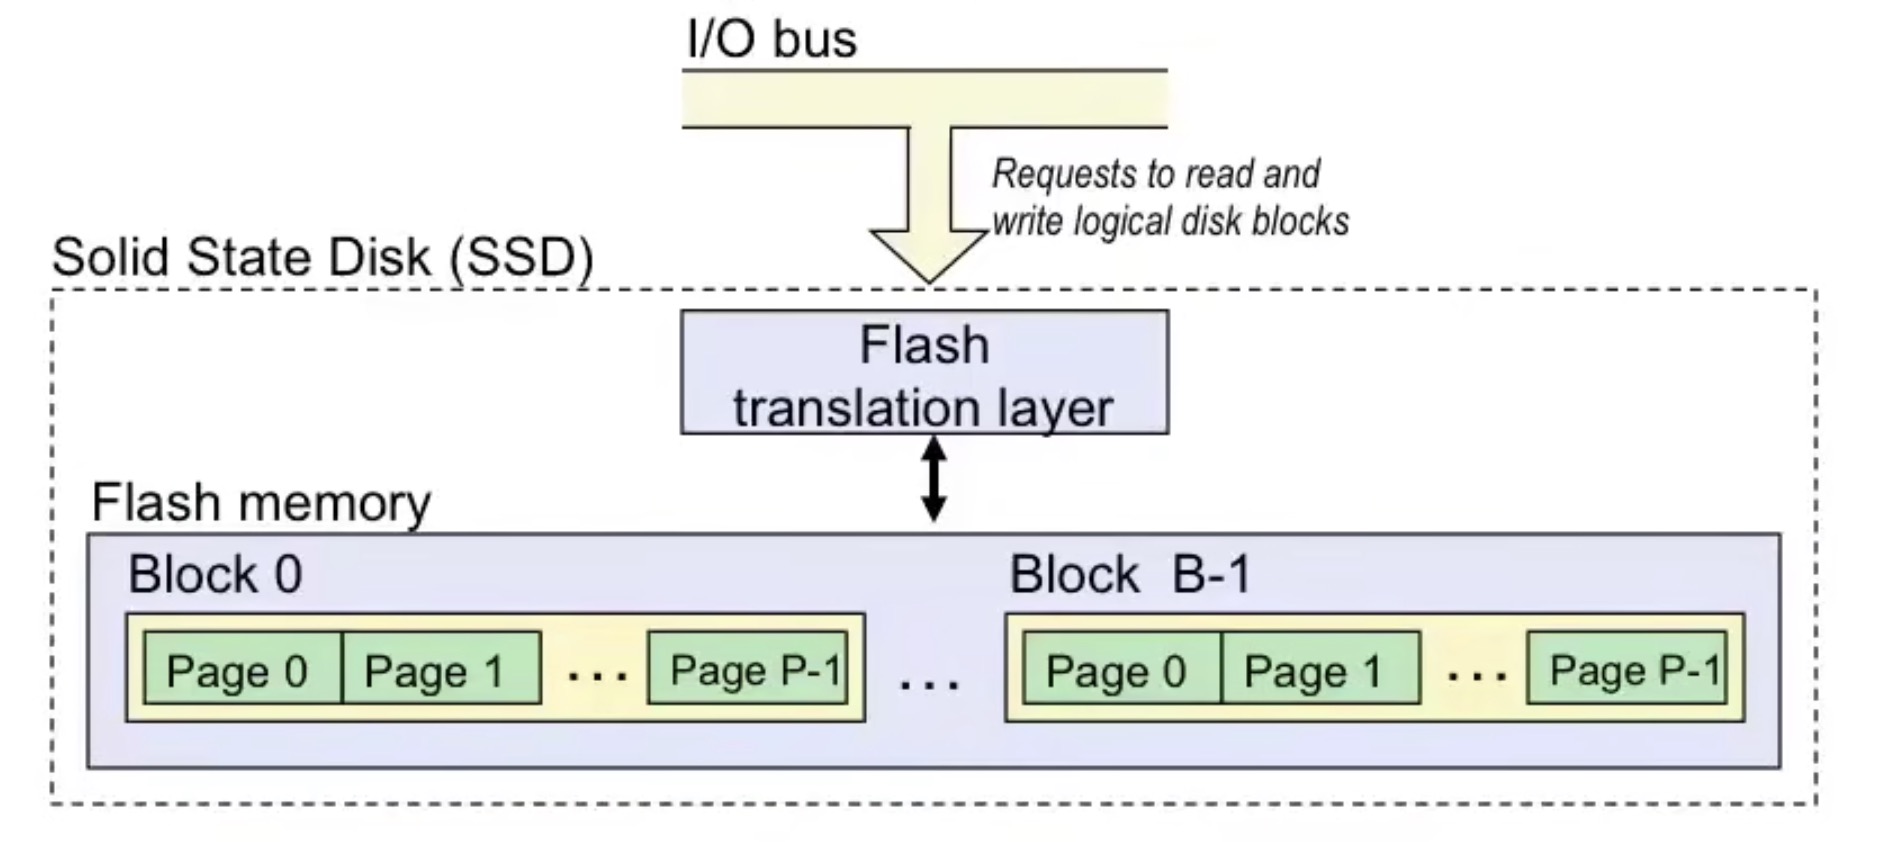 I/O bus
Requests to read and
write logical disk blocks
Solid State Disk (SSD)
Flash
translation layer
Flash memory
Block 0
Block B-1
Page 0 Page 1 ... Page P-1 ... Page 0 Page 1 ... Page P-1